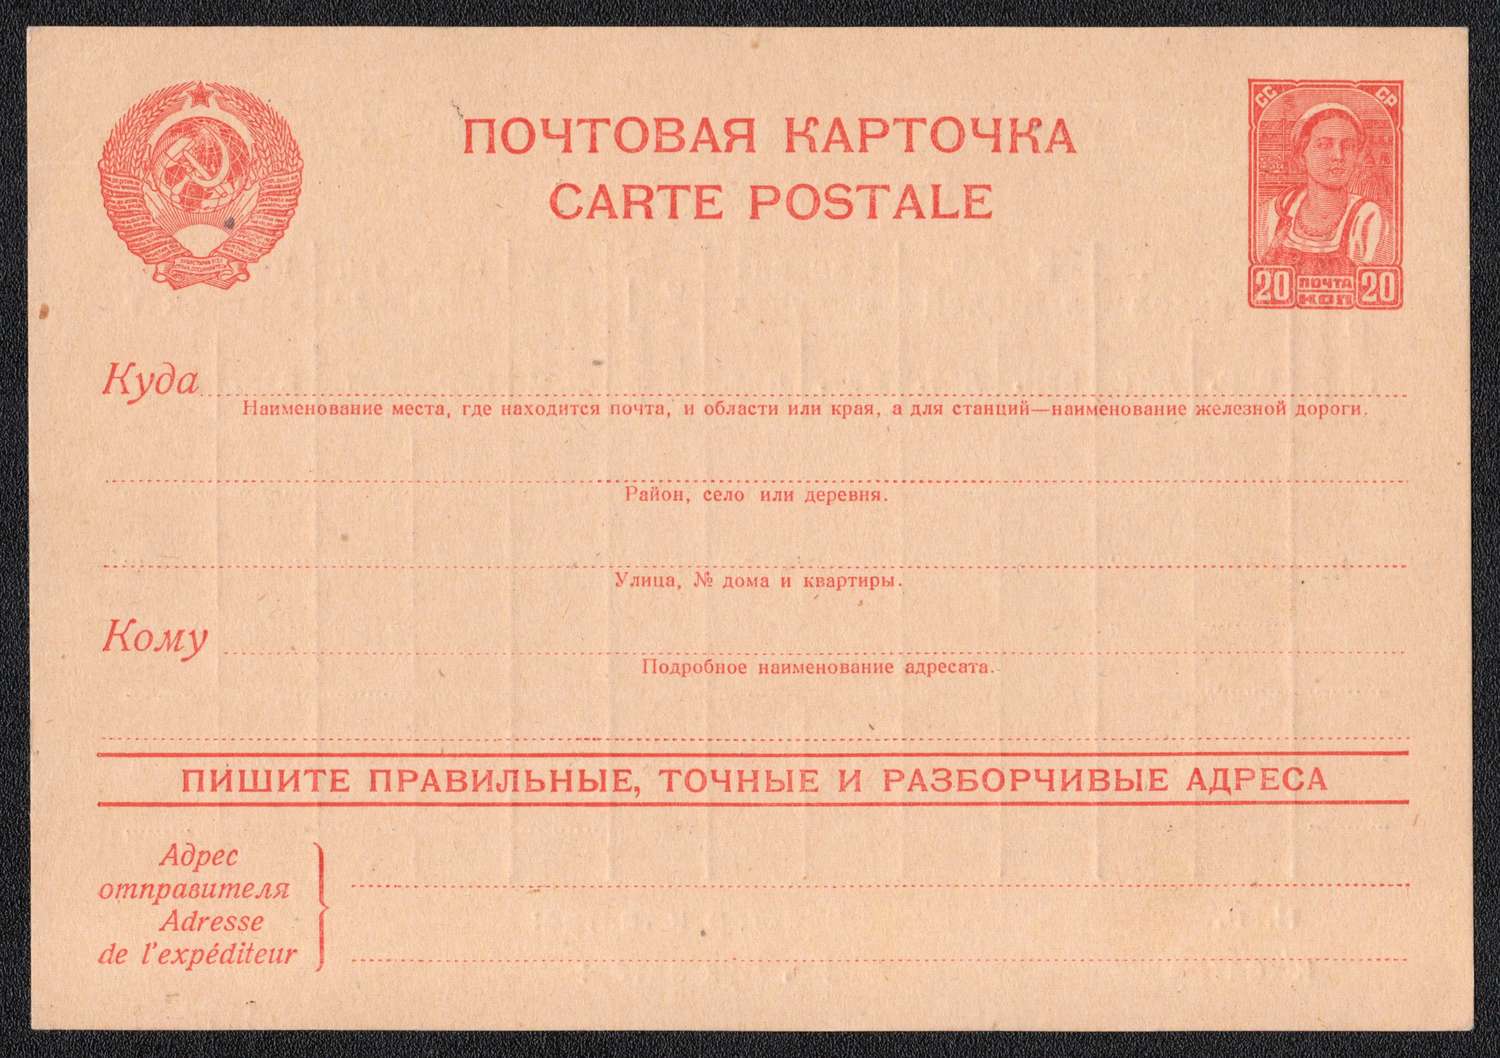 ПОЧТОВАЯ КАРТОЧКА
CARTE POSTALE
СС СР
20 ПОЧТА КОП 20
Куда
Наименование места, где находится почта, и области или края, а для станций—наименование железной дороги.
Район, село или деревня.
Улица, № дома и квартиры.
Кому
Подробное наименование адресата.
ПИШИТЕ ПРАВИЛЬНЫЕ, ТОЧНЫЕ И РАЗБОРЧИВЫЕ АДРЕСА
Адрес
отправителя
Adresse
de l'expéditeur